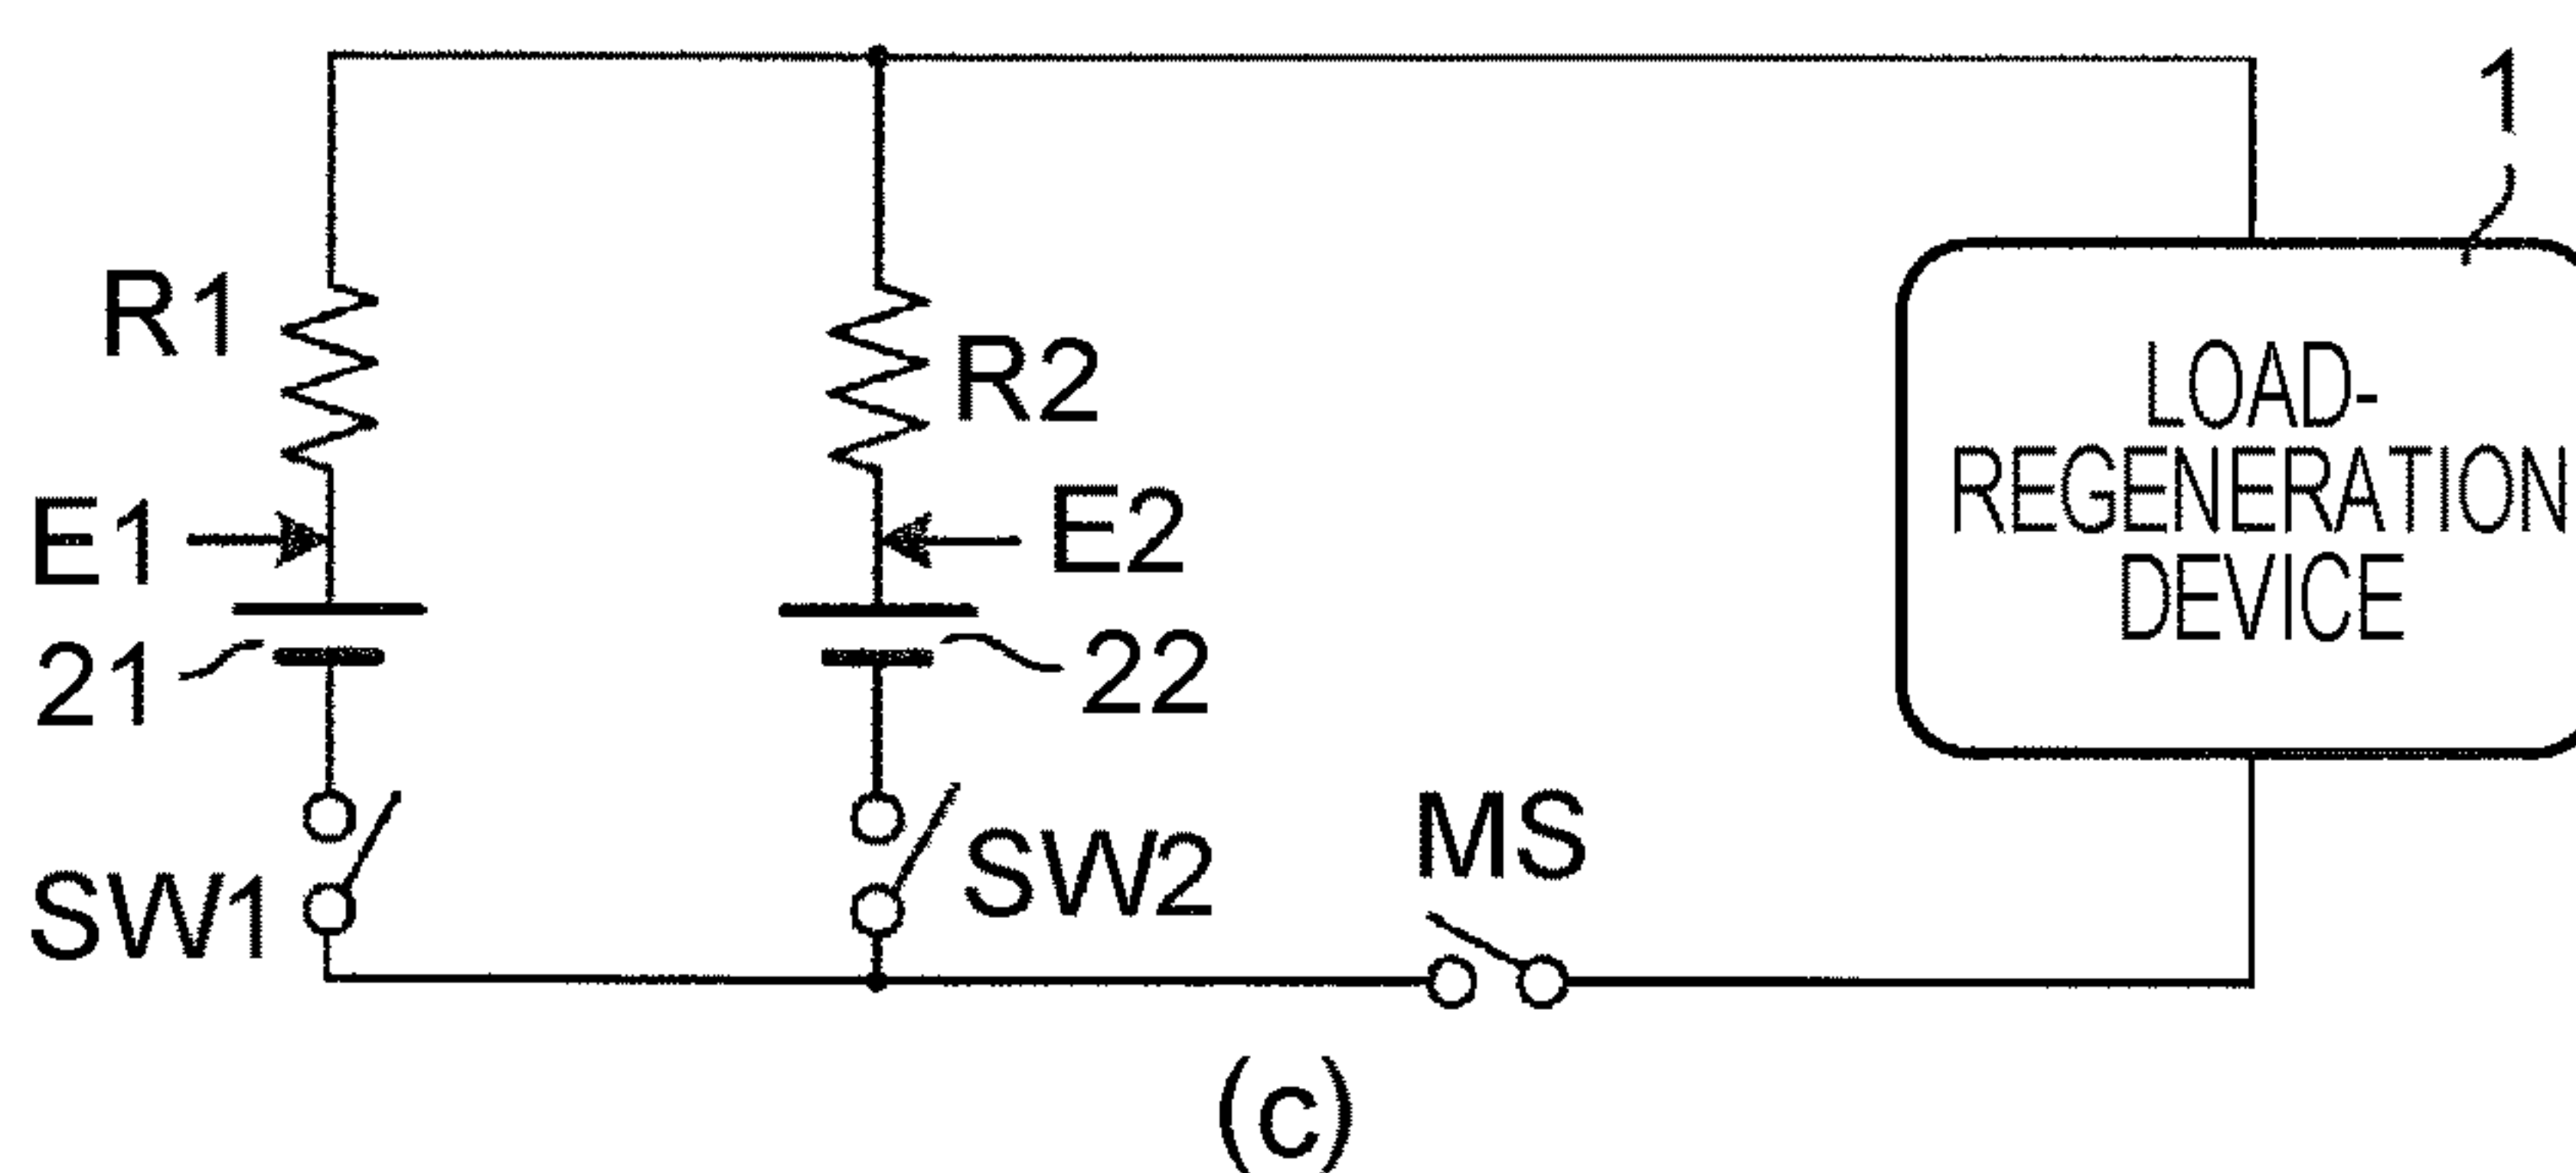 1
R1
R2
LOAD-
REGENERATION
DEVICE
E1
E2
21
22
SW1
SW2
MS
(c)